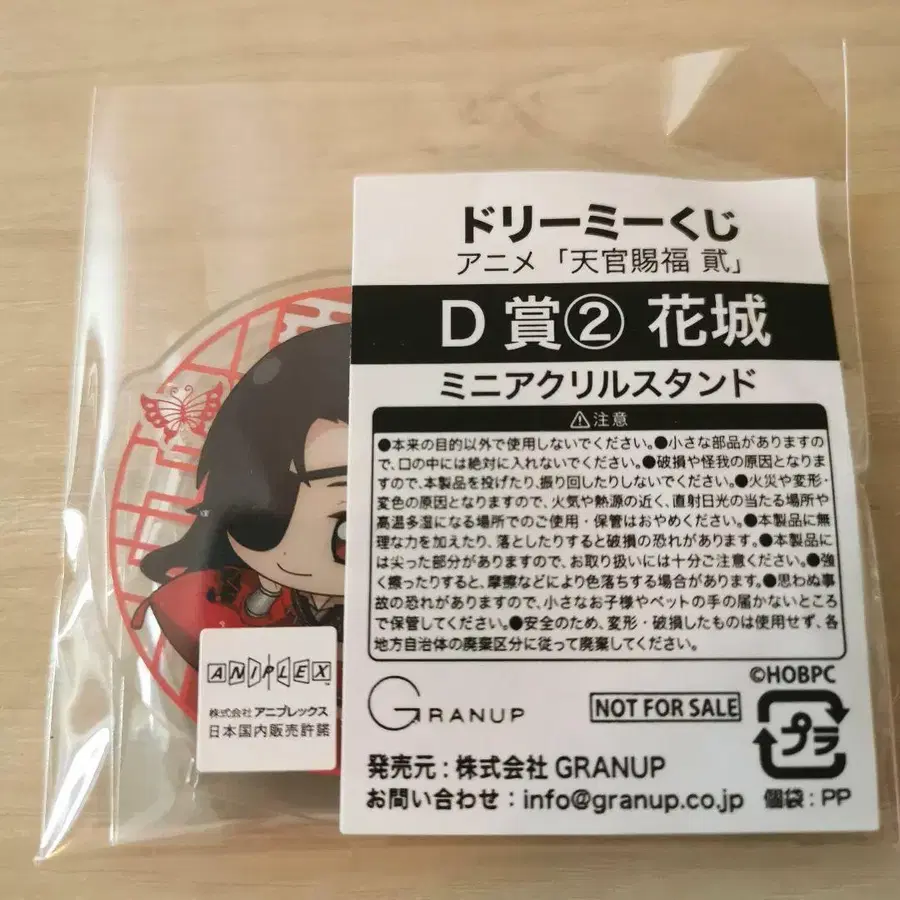 ドリーミーくじ
アニメ「天官賜福 貳」
D賞② 花城
ミニアクリルスタンド
⚠注意
●本来の目的以外で使用しないでください。●小さな部品がありますの
で、口の中には絶対に入れないでください。●破損や怪我の原因となりま
すので、本製品を投げたり、振り回したりしないでください。●火災や変形・
変色の原因となりますので、火気や熱源の近く、直射日光の当たる場所や
高温多湿になる場所でのご使用・保管はおやめください。●本製品に無
理な力を加えたり、落としたりすると破損の恐れがあります。●本製品に
は尖った部分がありますので、お取り扱いには十分ご注意ください。●強
く擦ったりすると、摩擦などにより色落ちする場合があります。●思わぬ事
故の恐れがありますので、小さなお子様やペットの手の届かないところ
で保管してください。●安全のため、変形・破損したものは使用せず、各
地方自治体の廃棄区分に従って廃棄してください。
©HOBPC
GRANUP
NOT FOR SALE
プラ
発売元:株式会社 GRANUP
お問い合わせ:info@granup.co.jp
個袋:PP
ANIPLEX
株式会社アニプレックス
日本国内販売許諾